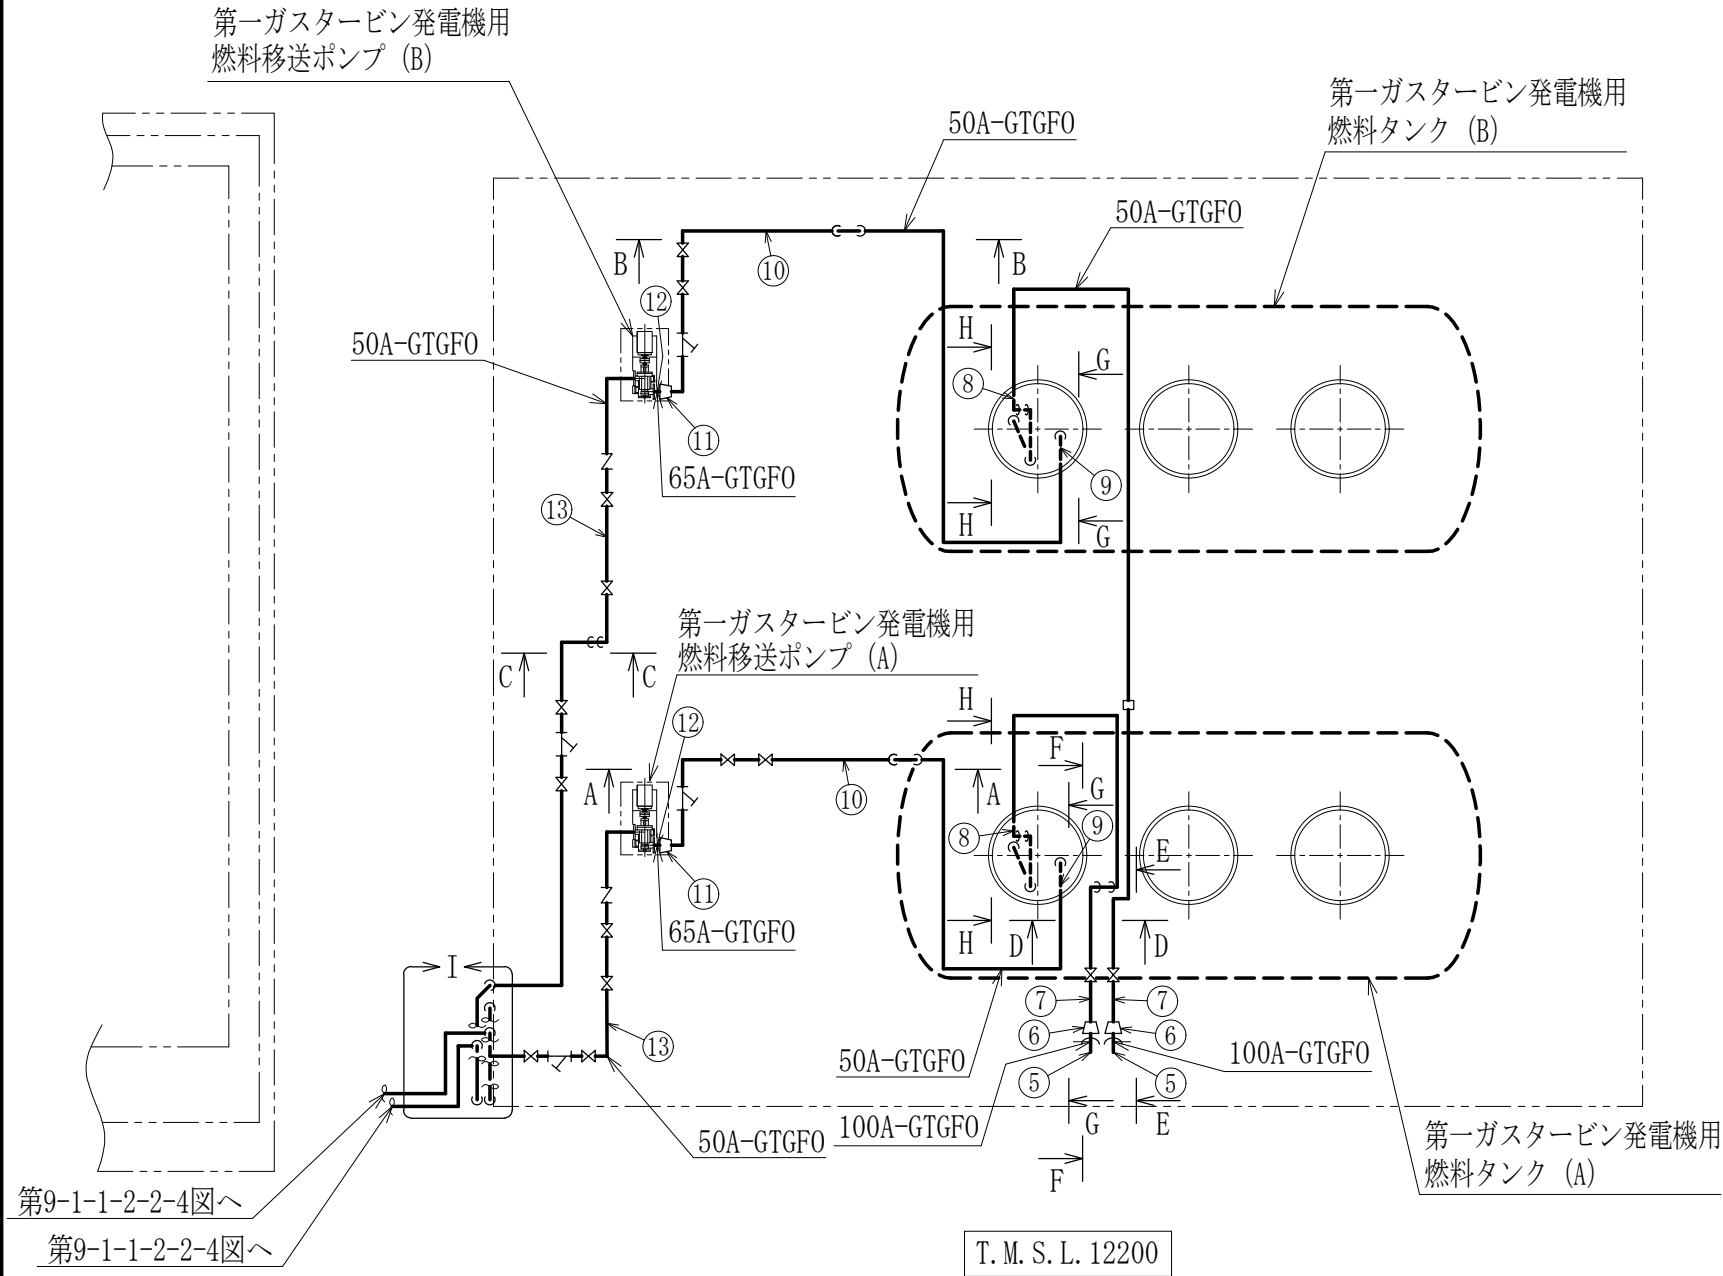 第一ガスタービン発電機用
燃料移送ポンプ (B)
第一ガスタービン発電機用
燃料タンク (B)
50A-GTGFO
50A-GTGFO
B
B
⑩
⑫
H
G
50A-GTGFO
⑧
⑪
65A-GTGFO
⑨
⑬
H
G
第一ガスタービン発電機用
燃料移送ポンプ (A)
C
C
H
⑫
F
A
A
G
⑩
⑨
⑧
E
⑪
65A-GTGFO
H
D
D
I
⑦
⑦
⑥
⑥
⑬
50A-GTGFO
100A-GTGFO
⑤
⑤
50A-GTGFO
100A-GTGFO
G
E
F
第一ガスタービン発電機用
燃料タンク (A)
第9-1-1-2-2-4図へ
第9-1-1-2-2-4図へ
T.M.S.L.12200